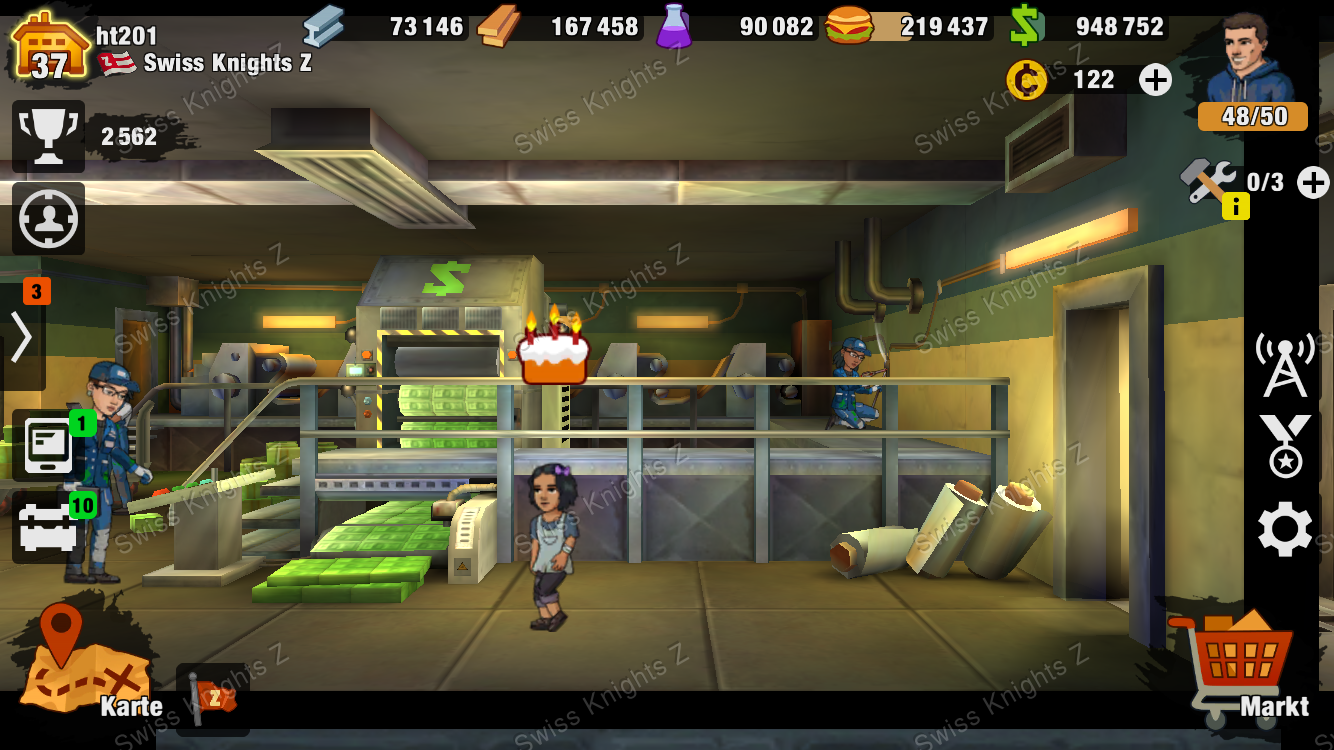 73 146
167 458
90 082
219 437
948 752
ht201
37
Swiss Knights Z
122
48/50
2 562
0/3
i
3
1
10
Z
Karte
Markt
Swiss Knights Z
Swiss Knights Z
Swiss Knights Z
Swiss Knights Z
Swiss Knights Z
Swiss Knights Z
Swiss Knights Z
Swiss Knights Z
Swiss Knights Z
Swiss Knights Z
Swiss Knights Z
Swiss Knights Z